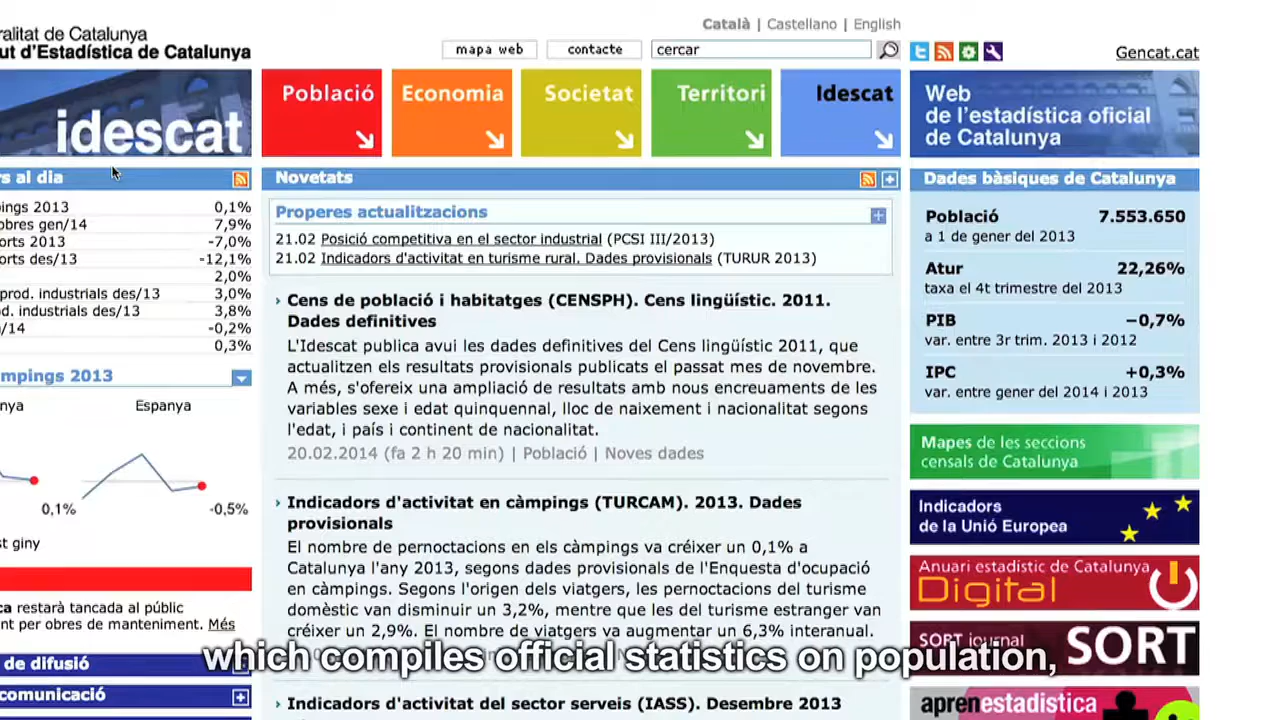 Català | Castellano | English
ralitat de Catalunya
ut d'Estadística de Catalunya
mapa web
contacte
cercar
Gencat.cat
idescat
Població
Economia
Societat
Territori
Idescat
Web
de l'estadística oficial
de Catalunya
rs al dia
ings 2013 0,1%
obres gen/14 7,9%
orts 2013 -7,0%
orts des/13 -12,1%
2,0%
prod. industrials des/13 3,0%
d. industrials des/13 3,8%
/14 -0,2%
0,3%
mpings 2013
nya Espanya
0,1% -0,5%
st giny
ca restarà tancada al públic
nt per obres de manteniment. Més
de difusió
comunicació
Novetats
Properes actualitzacions
21.02 Posició competitiva en el sector industrial (PCSI III/2013)
21.02 Indicadors d'activitat en turisme rural. Dades provisionals (TURUR 2013)
Cens de població i habitatges (CENSPH). Cens lingüístic. 2011.
Dades definitives
L'Idescat publica avui les dades definitives del Cens lingüístic 2011, que
actualitzen els resultats provisionals publicats el passat mes de novembre.
A més, s'ofereix una ampliació de resultats amb nous encreuaments de les
variables sexe i edat quinquennal, lloc de naixement i nacionalitat segons
l'edat, i país i continent de nacionalitat.
20.02.2014 (fa 2 h 20 min) | Població | Noves dades
Indicadors d'activitat en càmpings (TURCAM). 2013. Dades
provisionals
El nombre de pernoctacions en els càmpings va créixer un 0,1% a
Catalunya l'any 2013, segons dades provisionals de l'Enquesta d'ocupació
en càmpings. Segons l'origen dels viatgers, les pernoctacions del turisme
domèstic van disminuir un 3,2%, mentre que les del turisme estranger van
créixer un 2,9%. El nombre de viatgers va augmentar un 6,3% interanual.
Indicadors d'activitat del sector serveis (IASS). Desembre 2013
Dades bàsiques de Catalunya
Població 7.553.650
a 1 de gener del 2013
Atur 22,26%
taxa el 4t trimestre del 2013
PIB −0,7%
var. entre 3r trim. 2013 i 2012
IPC +0,3%
var. entre gener del 2014 i 2013
Mapes de les seccions
censals de Catalunya
Indicadors
de la Unió Europea
Anuari estadístic de Catalunya
Digital
SORT journal
SORT
aprenestadística
which compiles official statistics on population,